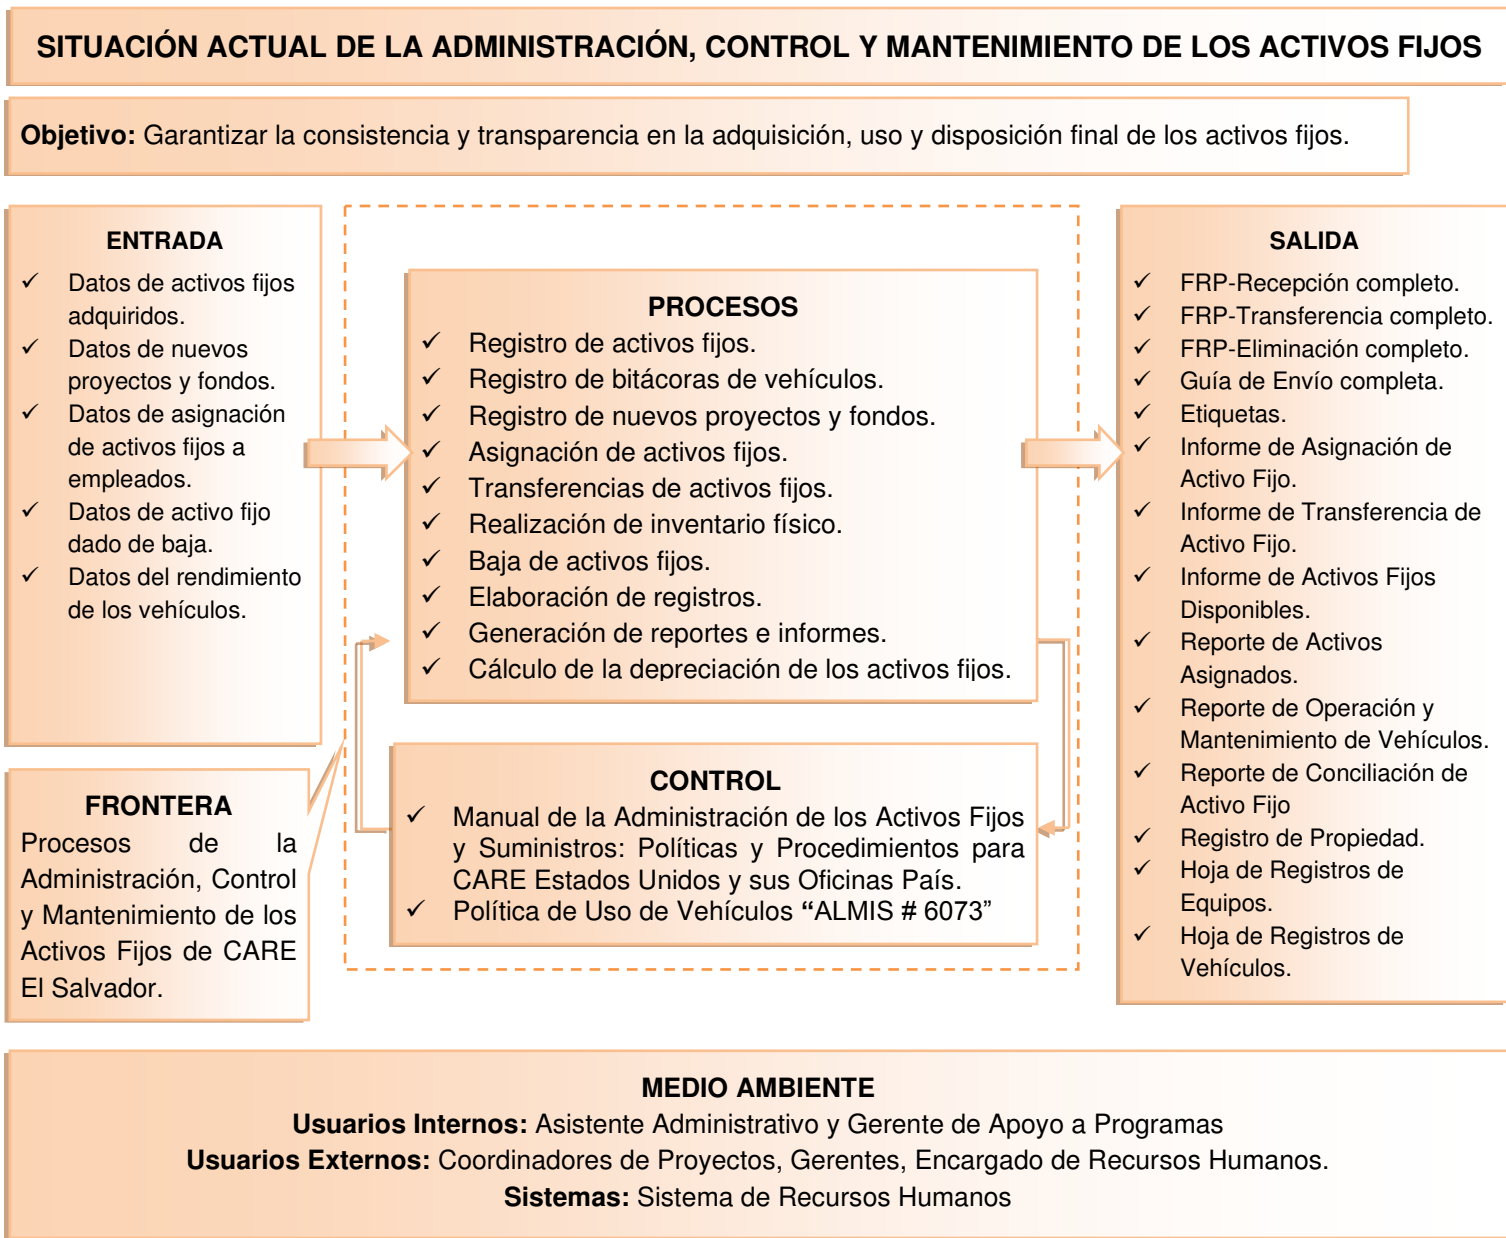 SITUACIÓN ACTUAL DE LA ADMINISTRACIÓN, CONTROL Y MANTENIMIENTO DE LOS ACTIVOS FIJOS
Objetivo: Garantizar la consistencia y transparencia en la adquisición, uso y disposición final de los activos fijos.
ENTRADA
✓ Datos de activos fijos
adquiridos.
✓ Datos de nuevos
proyectos y fondos.
✓ Datos de asignación
de activos fijos a
empleados.
✓ Datos de activo fijo
dado de baja.
✓ Datos del rendimiento
de los vehículos.
FRONTERA
Procesos de la
Administración, Control
y Mantenimiento de los
Activos Fijos de CARE
El Salvador.
PROCESOS
✓ Registro de activos fijos.
✓ Registro de bitácoras de vehículos.
✓ Registro de nuevos proyectos y fondos.
✓ Asignación de activos fijos.
✓ Transferencias de activos fijos.
✓ Realización de inventario físico.
✓ Baja de activos fijos.
✓ Elaboración de registros.
✓ Generación de reportes e informes.
✓ Cálculo de la depreciación de los activos fijos.
CONTROL
✓ Manual de la Administración de los Activos Fijos
y Suministros: Políticas y Procedimientos para
CARE Estados Unidos y sus Oficinas País.
✓ Política de Uso de Vehículos “ALMIS # 6073”
SALIDA
✓ FRP-Recepción completo.
✓ FRP-Transferencia completo.
✓ FRP-Eliminación completo.
✓ Guía de Envío completa.
✓ Etiquetas.
✓ Informe de Asignación de
Activo Fijo.
✓ Informe de Transferencia de
Activo Fijo.
✓ Informe de Activos Fijos
Disponibles.
✓ Reporte de Activos
Asignados.
✓ Reporte de Operación y
Mantenimiento de Vehículos.
✓ Reporte de Conciliación de
Activo Fijo
✓ Registro de Propiedad.
✓ Hoja de Registros de
Equipos.
✓ Hoja de Registros de
Vehículos.
MEDIO AMBIENTE
Usuarios Internos: Asistente Administrativo y Gerente de Apoyo a Programas
Usuarios Externos: Coordinadores de Proyectos, Gerentes, Encargado de Recursos Humanos.
Sistemas: Sistema de Recursos Humanos